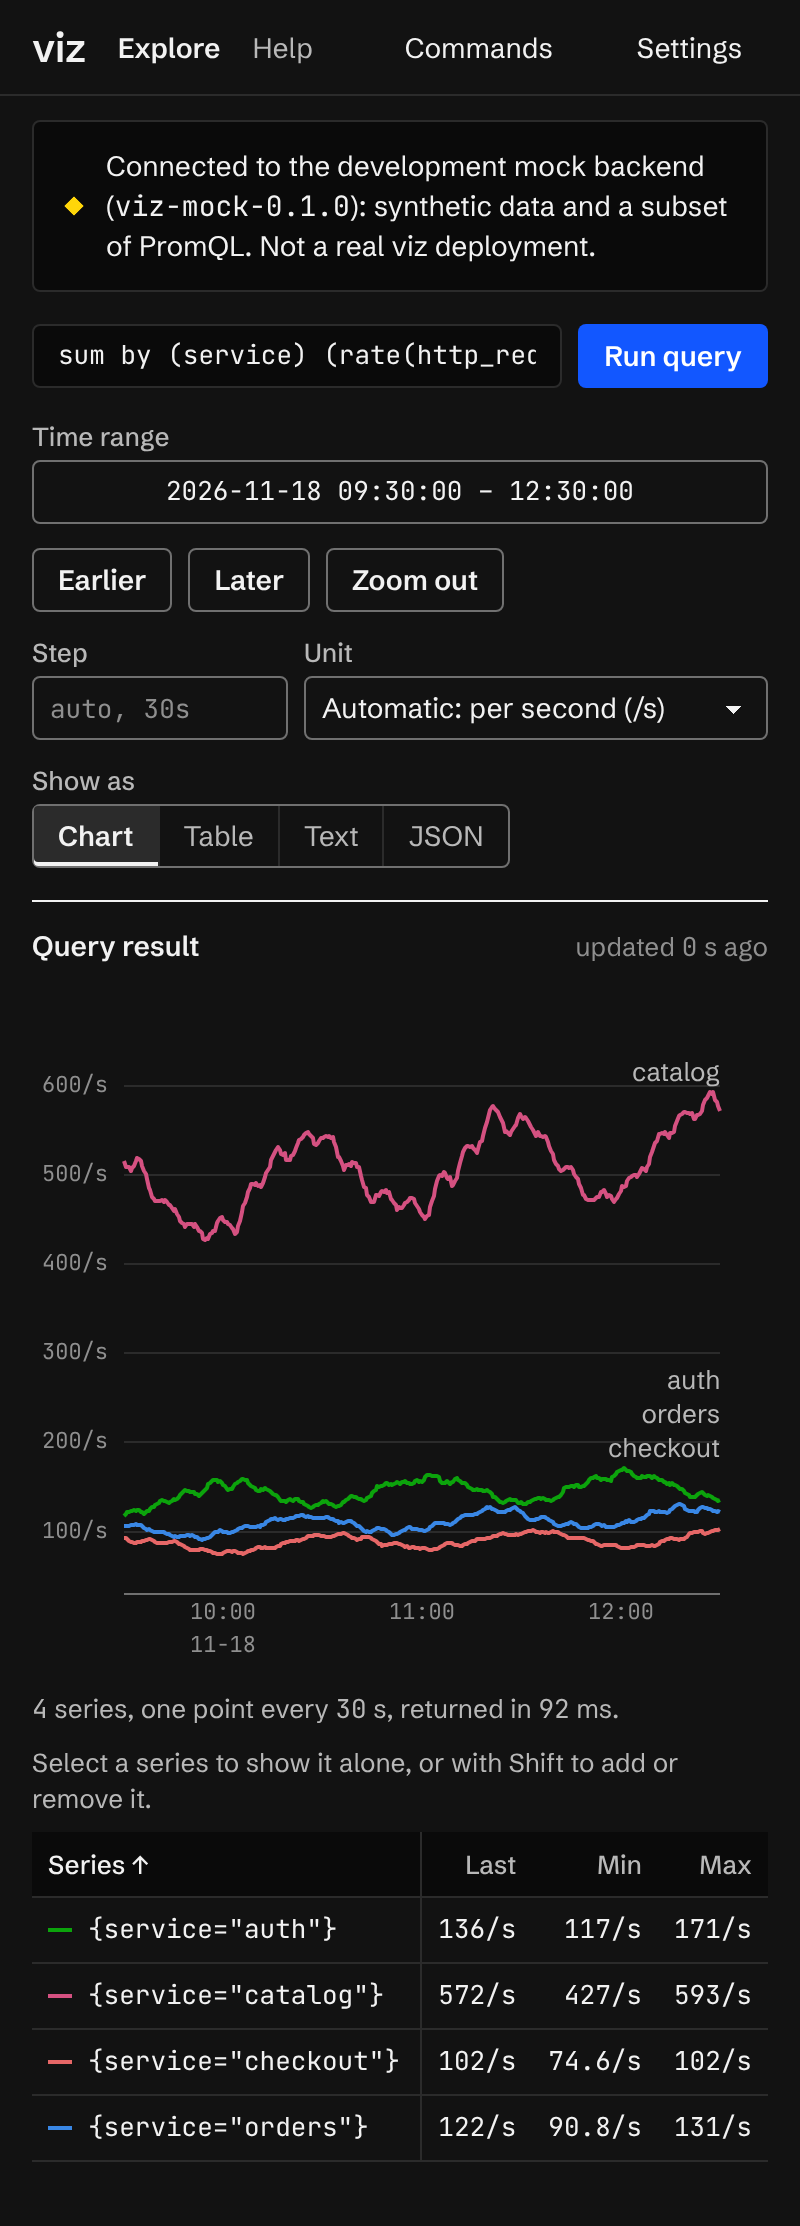 viz Explore Help Commands Settings
Connected to the development mock backend
(viz-mock-0.1.0): synthetic data and a subset
of PromQL. Not a real viz deployment.
sum by (service) (rate(http_req Run query
Time range
2026-11-18 09:30:00 – 12:30:00
Earlier Later Zoom out
Step Unit
auto, 30s Automatic: per second (/s)
Show as
Chart Table Text JSON
Query result updated 0 s ago
catalog
600/s
500/s
400/s
300/s
auth
orders
200/s
checkout
100/s
10:00 11:00 12:00
11-18
4 series, one point every 30 s, returned in 92 ms.
Select a series to show it alone, or with Shift to add or
remove it.
Series ↑ Last Min Max
{service="auth"} 136/s 117/s 171/s
{service="catalog"} 572/s 427/s 593/s
{service="checkout"} 102/s 74.6/s 102/s
{service="orders"} 122/s 90.8/s 131/s